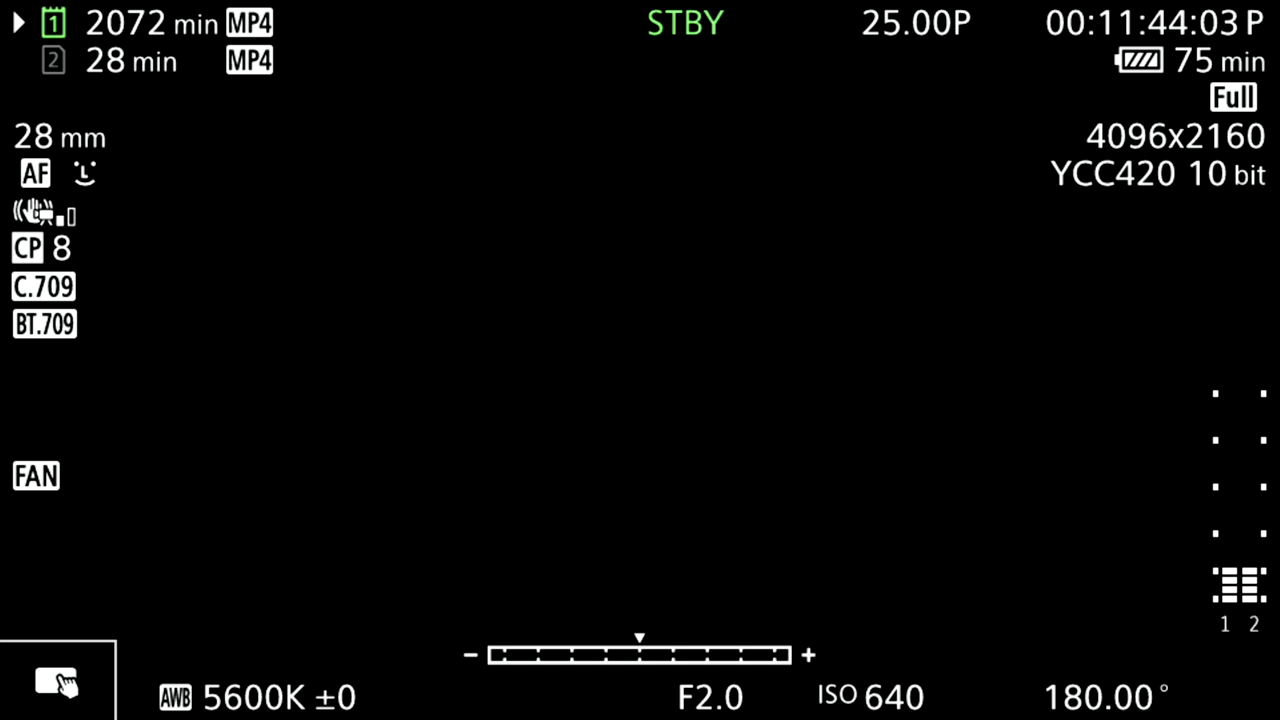 1 2072 min MP4 STBY 25.00P 00:11:44:03 P
2 28 min MP4 75 min
Full
28 mm 4096x2160
AF L YCC420 10 bit
CP 8
C.709
BT.709
FAN
1 2
- +
AWB 5600K ±0 F2.0 ISO 640 180.00°